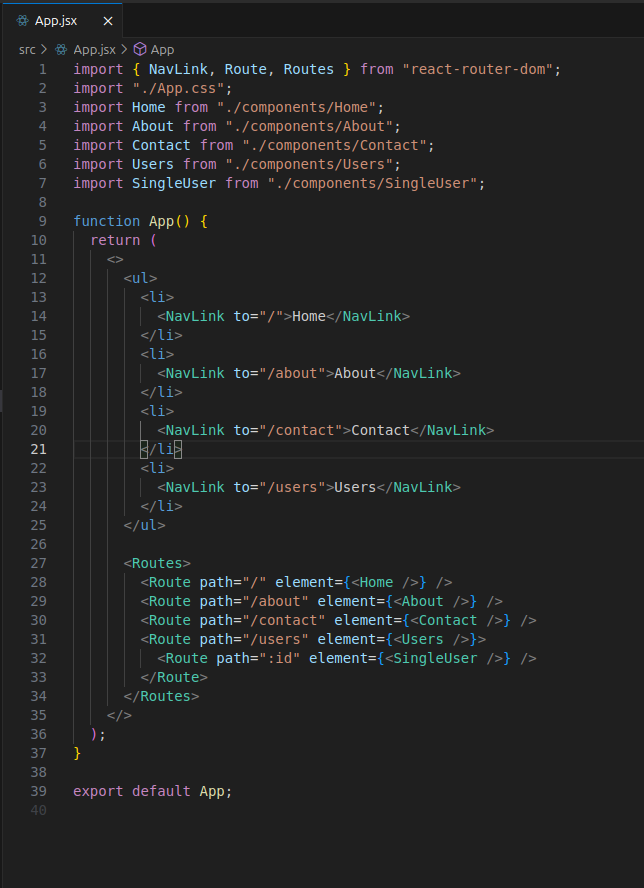 App.jsx ×
src > App.jsx > App
1 import { NavLink, Route, Routes } from "react-router-dom";
2 import "./App.css";
3 import Home from "./components/Home";
4 import About from "./components/About";
5 import Contact from "./components/Contact";
6 import Users from "./components/Users";
7 import SingleUser from "./components/SingleUser";
8
9 function App() {
10   return (
11     <>
12       <ul>
13         <li>
14           <NavLink to="/">Home</NavLink>
15         </li>
16         <li>
17           <NavLink to="/about">About</NavLink>
18         </li>
19         <li>
20           <NavLink to="/contact">Contact</NavLink>
21         </li>
22         <li>
23           <NavLink to="/users">Users</NavLink>
24         </li>
25       </ul>
26
27       <Routes>
28         <Route path="/" element={<Home />} />
29         <Route path="/about" element={<About />} />
30         <Route path="/contact" element={<Contact />} />
31         <Route path="/users" element={<Users />}>
32           <Route path=":id" element={<SingleUser />} />
33         </Route>
34       </Routes>
35     </>
36   );
37 }
38
39 export default App;
40